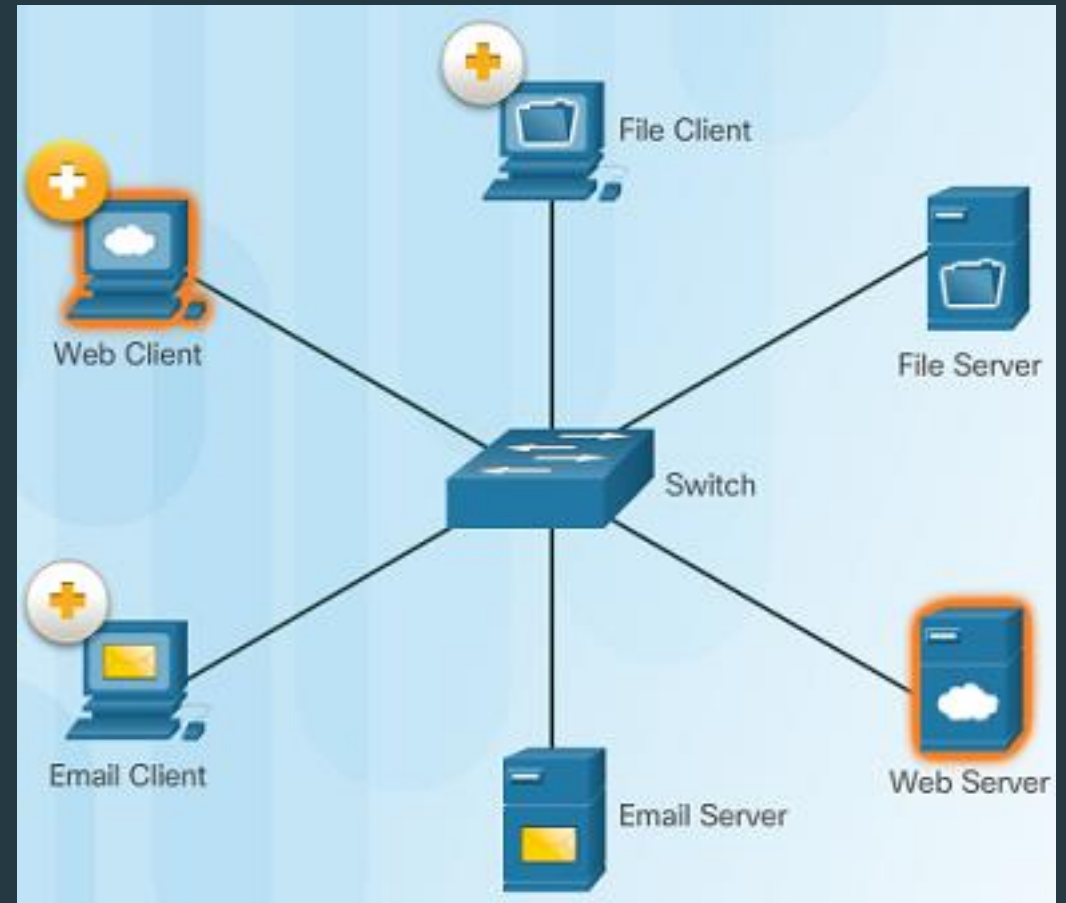 File Client
Web Client
File Server
Switch
Email Client
Email Server
Web Server